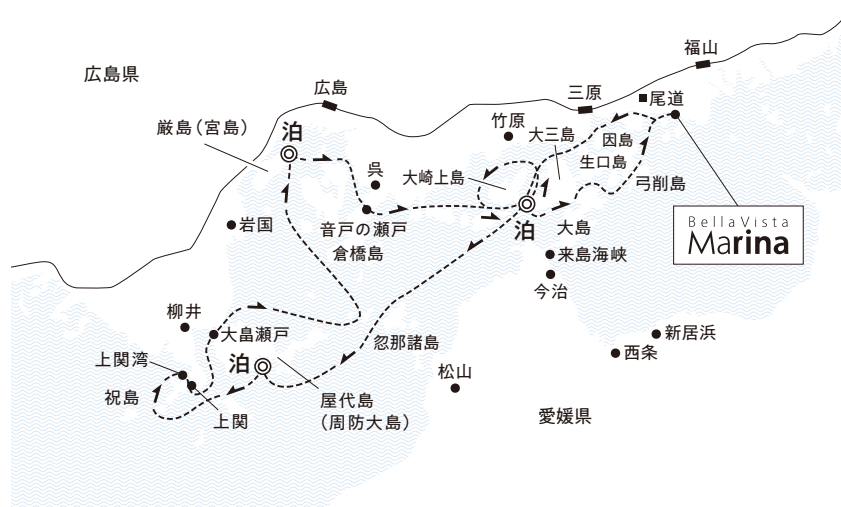 福山
広島県
広島
三原
尾道
竹原
大三島
厳島（宮島）
泊
因島
生口島
呉
大崎上島
弓削島
BellaVista
Marina
岩国
音戸の瀬戸
倉橋島
泊
大島
来島海峡
今治
柳井
大畠瀬戸
忽那諸島
新居浜
西条
上関湾
泊
松山
祝島
上関
屋代島
（周防大島）
愛媛県